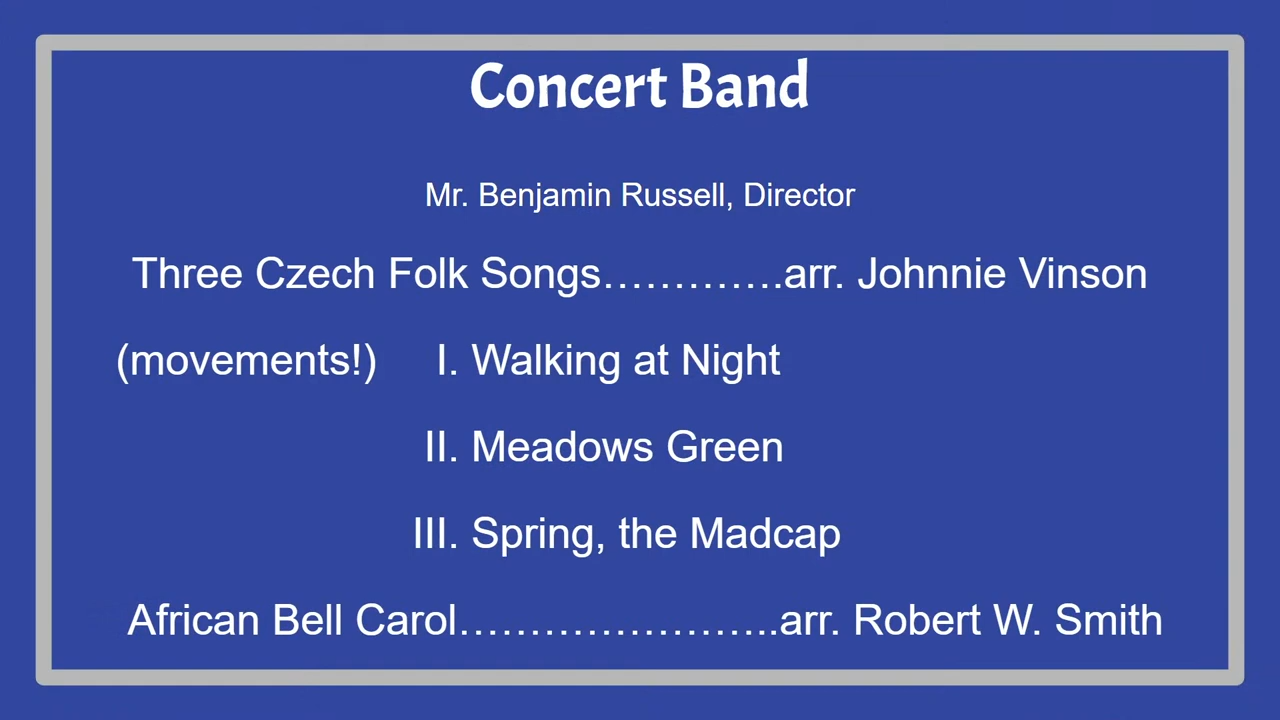 Concert Band
Mr. Benjamin Russell, Director
Three Czech Folk Songs………….arr. Johnnie Vinson
(movements!) I. Walking at Night
II. Meadows Green
III. Spring, the Madcap
African Bell Carol……………………..arr. Robert W. Smith